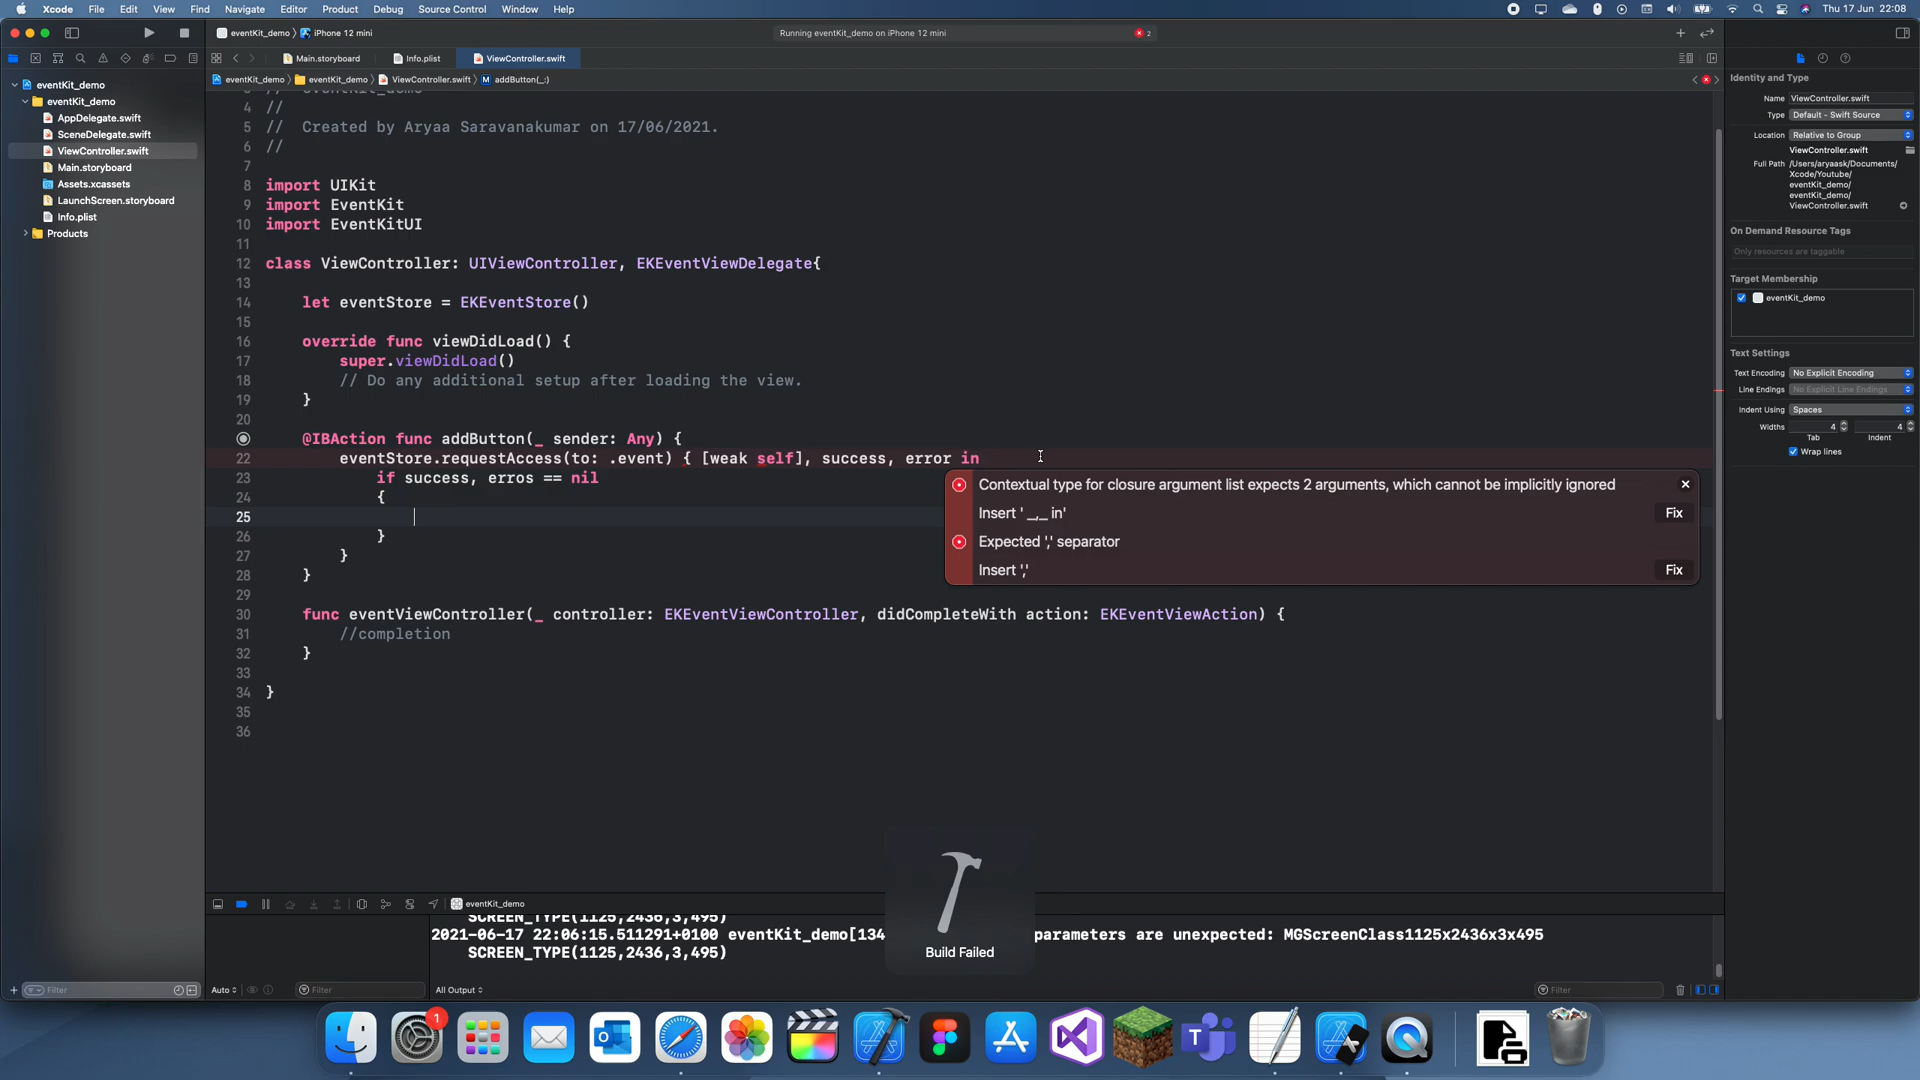 Xcode File Edit View Find Navigate Editor Product Debug Source Control Window Help Thu 17 Jun 22:08
eventKit_demo 〉 iPhone 12 mini Running eventKit_demo on iPhone 12 mini 2
Main.storyboard Info.plist ViewController.swift
eventKit_demo 〉 eventKit_demo 〉 ViewController.swift 〉 M addButton(_:)
eventKit_demo
eventKit_demo
AppDelegate.swift
SceneDelegate.swift
ViewController.swift
Main.storyboard
Assets.xcassets
LaunchScreen.storyboard
Info.plist
Products
Filter
3 // eventKit_demo
4 //
5 // Created by Aryaa Saravanakumar on 17/06/2021.
6 //
7
8 import UIKit
9 import EventKit
10 import EventKitUI
11
12 class ViewController: UIViewController, EKEventViewDelegate{
13
14 let eventStore = EKEventStore()
15
16 override func viewDidLoad() {
17 super.viewDidLoad()
18 // Do any additional setup after loading the view.
19 }
20
@IBAction func addButton(_ sender: Any) {
22 eventStore.requestAccess(to: .event) { [weak self], success, error in
23 if success, erros == nil
24 {
25
26 }
27 }
28 }
29
30 func eventViewController(_ controller: EKEventViewController, didCompleteWith action: EKEventViewAction) {
31 //completion
32 }
33
34 }
35
36
Contextual type for closure argument list expects 2 arguments, which cannot be implicitly ignored
Insert ' _,_ in' Fix
Expected ',' separator
Insert ',' Fix
Build Failed
eventKit_demo
SCREEN_TYPE(1125,2436,3,495)
2021-06-17 22:06:15.511291+0100 eventKit_demo[134 parameters are unexpected: MGScreenClass1125x2436x3x495
SCREEN_TYPE(1125,2436,3,495)
Auto Filter All Output Filter
Identity and Type
Name ViewController.swift
Type Default - Swift Source
Location Relative to Group
ViewController.swift
Full Path /Users/aryaask/Documents/
Xcode/Youtube/
eventKit_demo/
eventKit_demo/
ViewController.swift
On Demand Resource Tags
Only resources are taggable
Target Membership
eventKit_demo
Text Settings
Text Encoding No Explicit Encoding
Line Endings No Explicit Line Endings
Indent Using Spaces
Widths 4 4
Tab Indent
Wrap lines
1